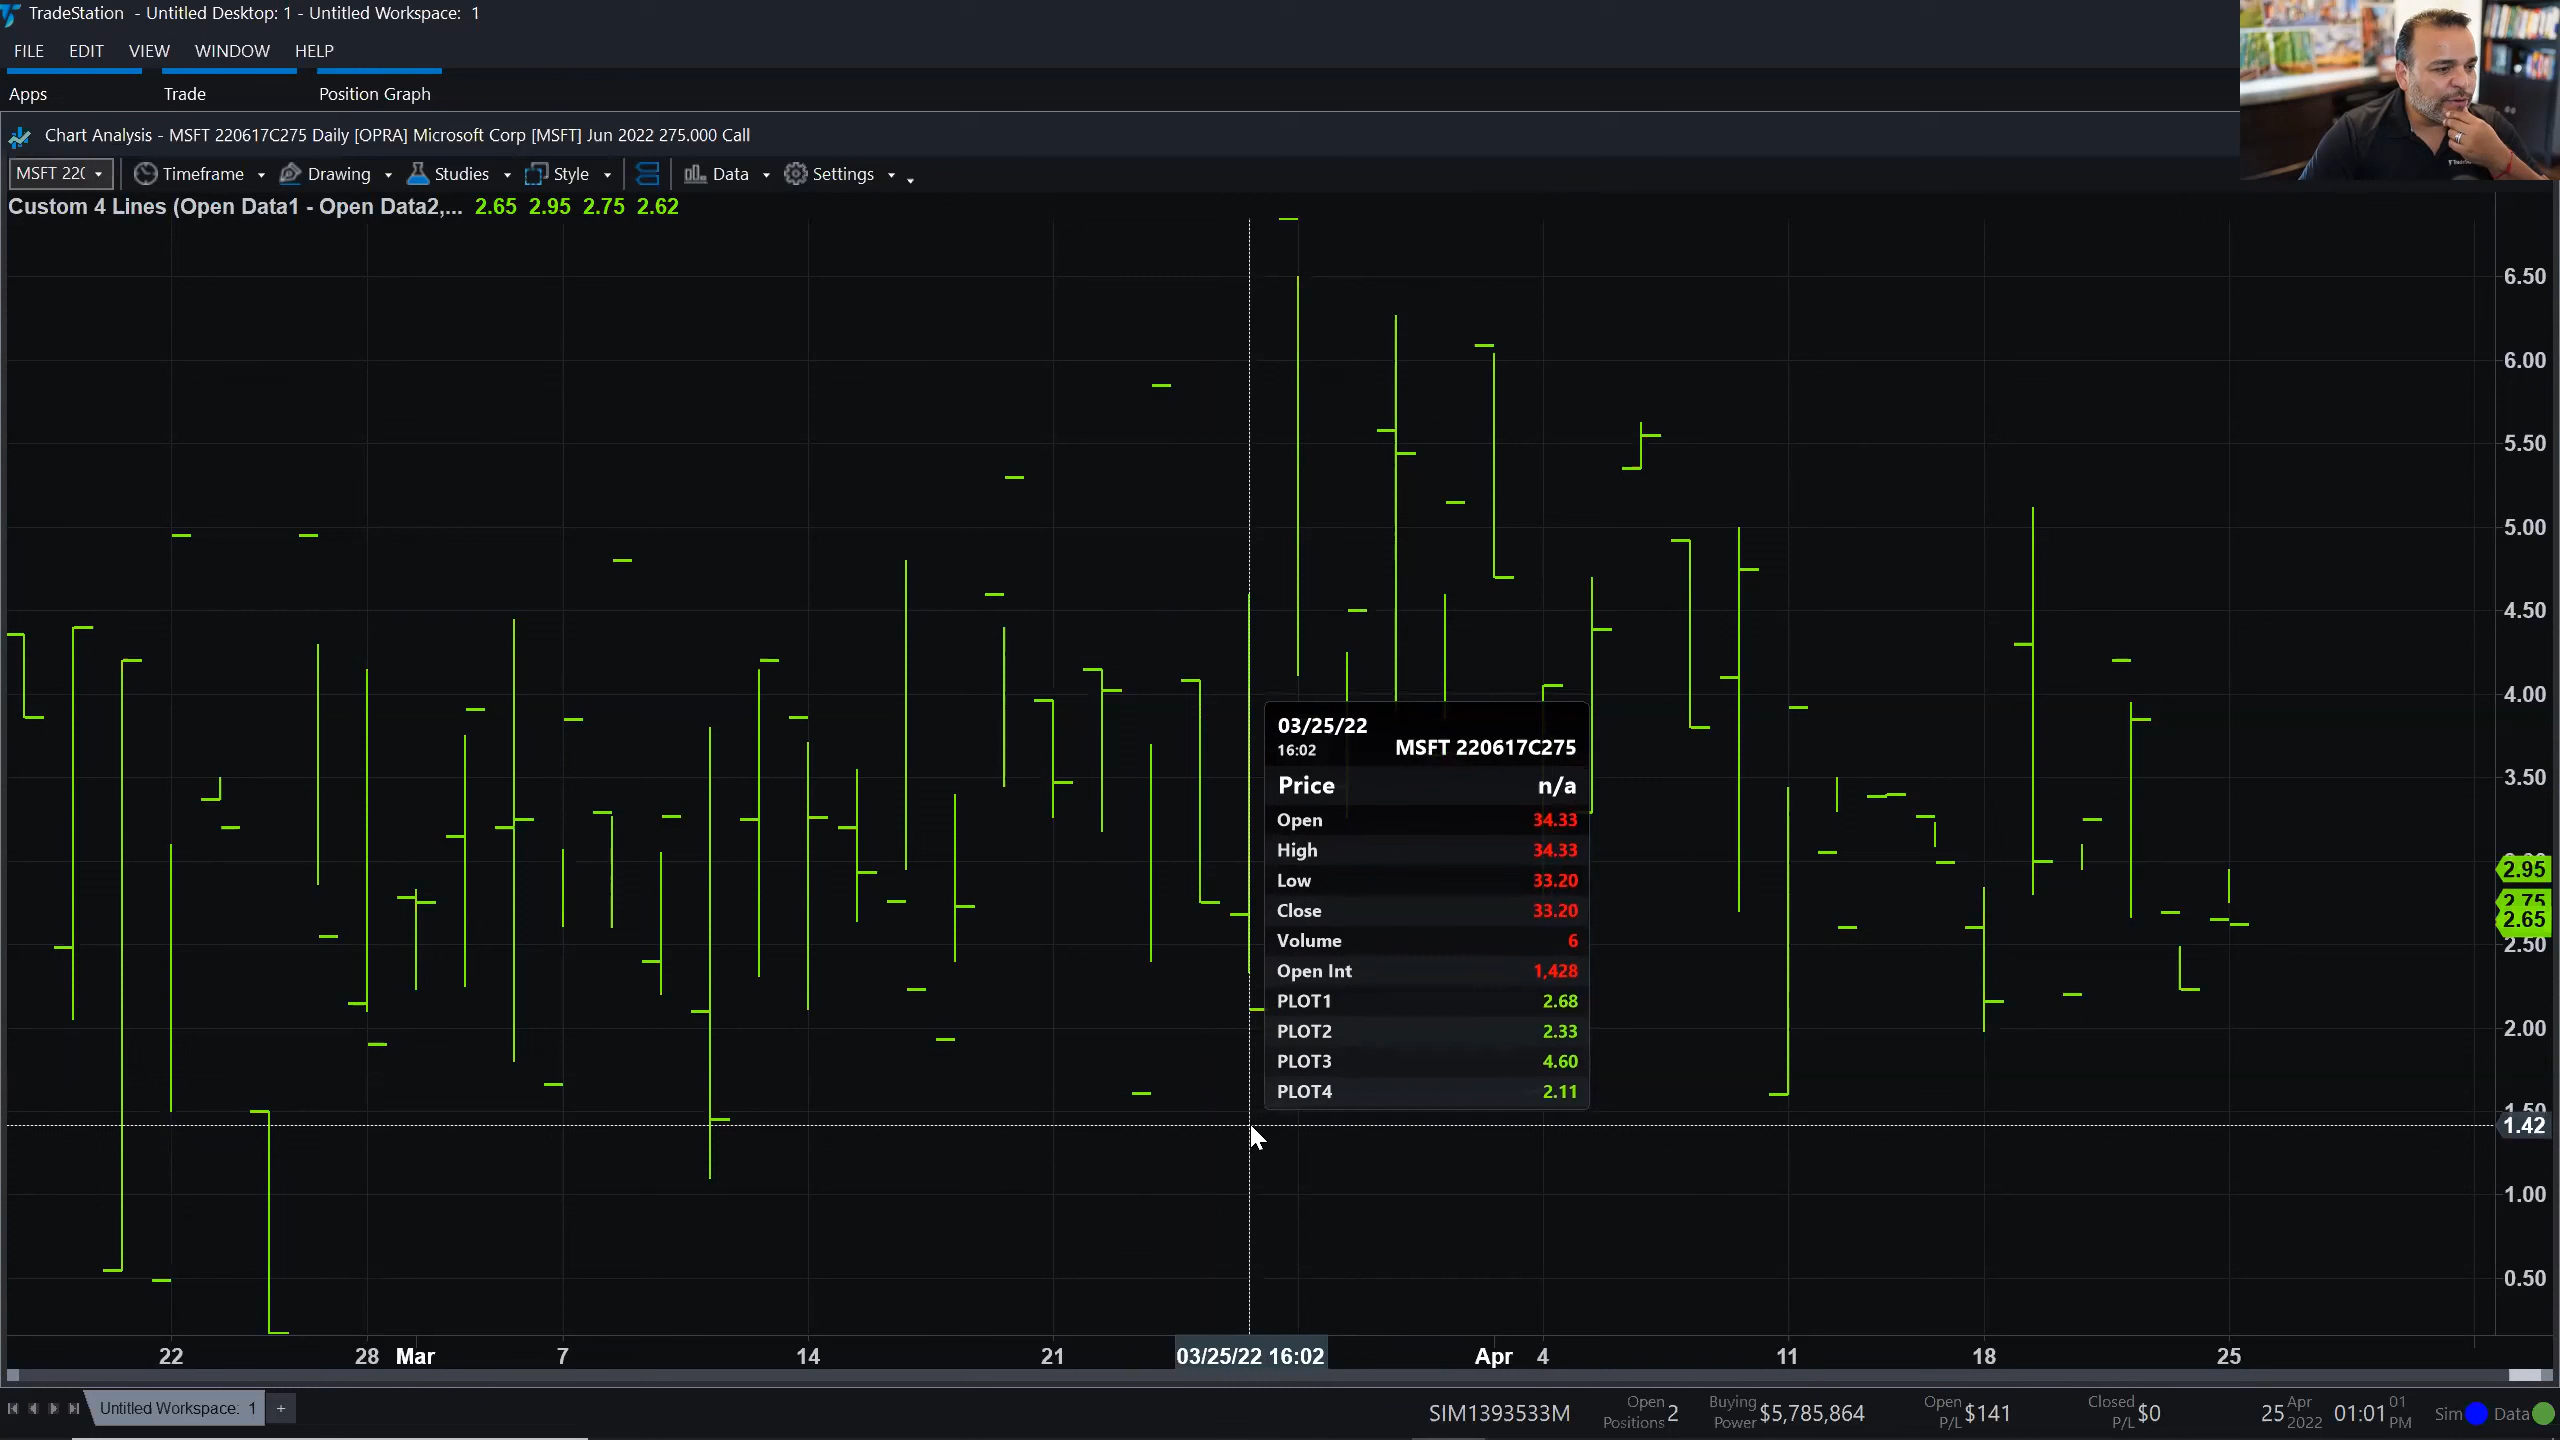 TradeStation - Untitled Desktop: 1 - Untitled Workspace: 1
FILE EDIT VIEW WINDOW HELP
Apps Trade Position Graph
Chart Analysis - MSFT 220617C275 Daily [OPRA] Microsoft Corp [MSFT] Jun 2022 275.000 Call
MSFT 220 Timeframe Drawing Studies Style Data Settings
Custom 4 Lines (Open Data1 - Open Data2,... 2.65 2.95 2.75 2.62
6.50
6.00
5.50
5.00
4.50
4.00
3.50
2.95
2.75
2.65
2.50
2.00
1.50
1.42
1.00
0.50
03/25/22
16:02 MSFT 220617C275
Price n/a
Open 34.33
High 34.33
Low 33.20
Close 33.20
Volume 6
Open Int 1,428
PLOT1 2.68
PLOT2 2.33
PLOT3 4.60
PLOT4 2.11
22 28 Mar 7 14 21 03/25/22 16:02 Apr 4 11 18 25
Untitled Workspace: 1 +
SIM1393533M Open Positions 2 Buying Power $5,785,864 Open P/L $141 Closed P/L $0 25 Apr 2022 01:01 01 PM Sim Data